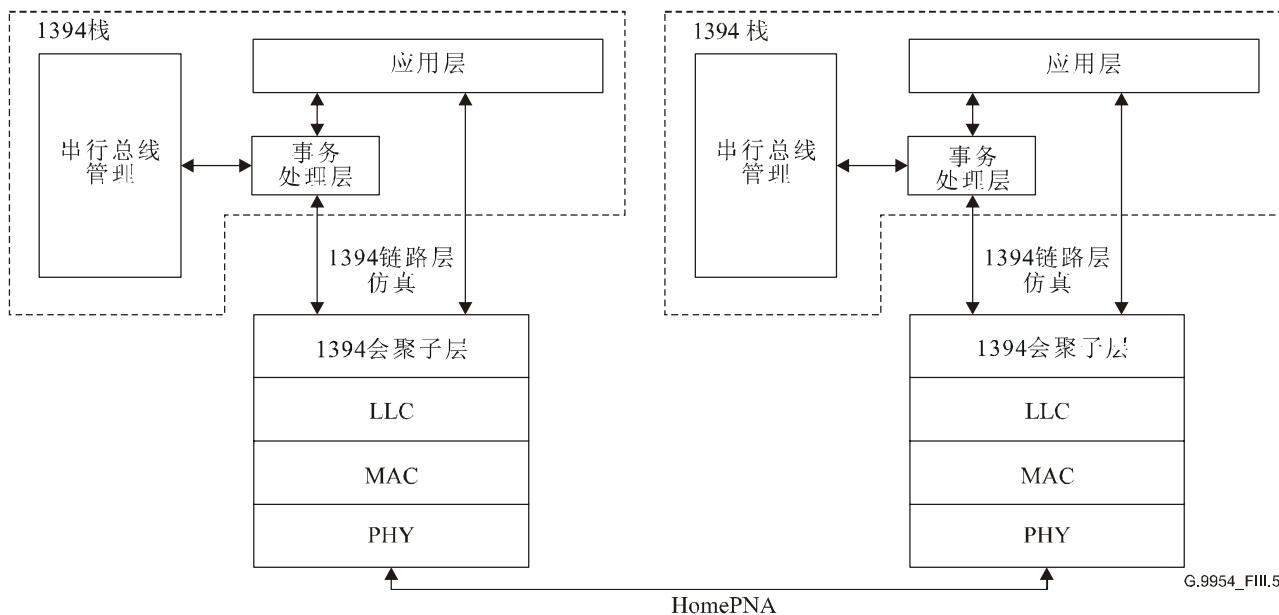 1394栈
应用层
串行总线
管理
事务
处理层
1394链路层
仿真
1394会聚子层
LLC
MAC
PHY
1394 栈
应用层
串行总线
管理
事务
处理层
1394链路层
仿真
1394会聚子层
LLC
MAC
PHY
HomePNA
G.9954_FIII.5